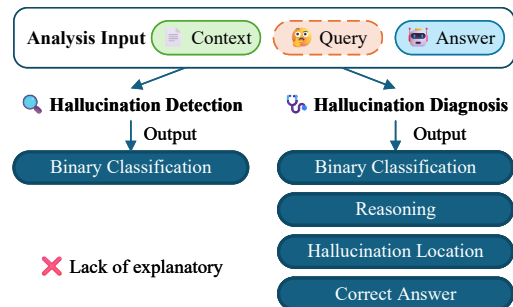 Analysis Input Context Query Answer
Hallucination Detection Hallucination Diagnosis
Output Output
Binary Classification Binary Classification
Reasoning
Hallucination Location
Lack of explanatory
Correct Answer